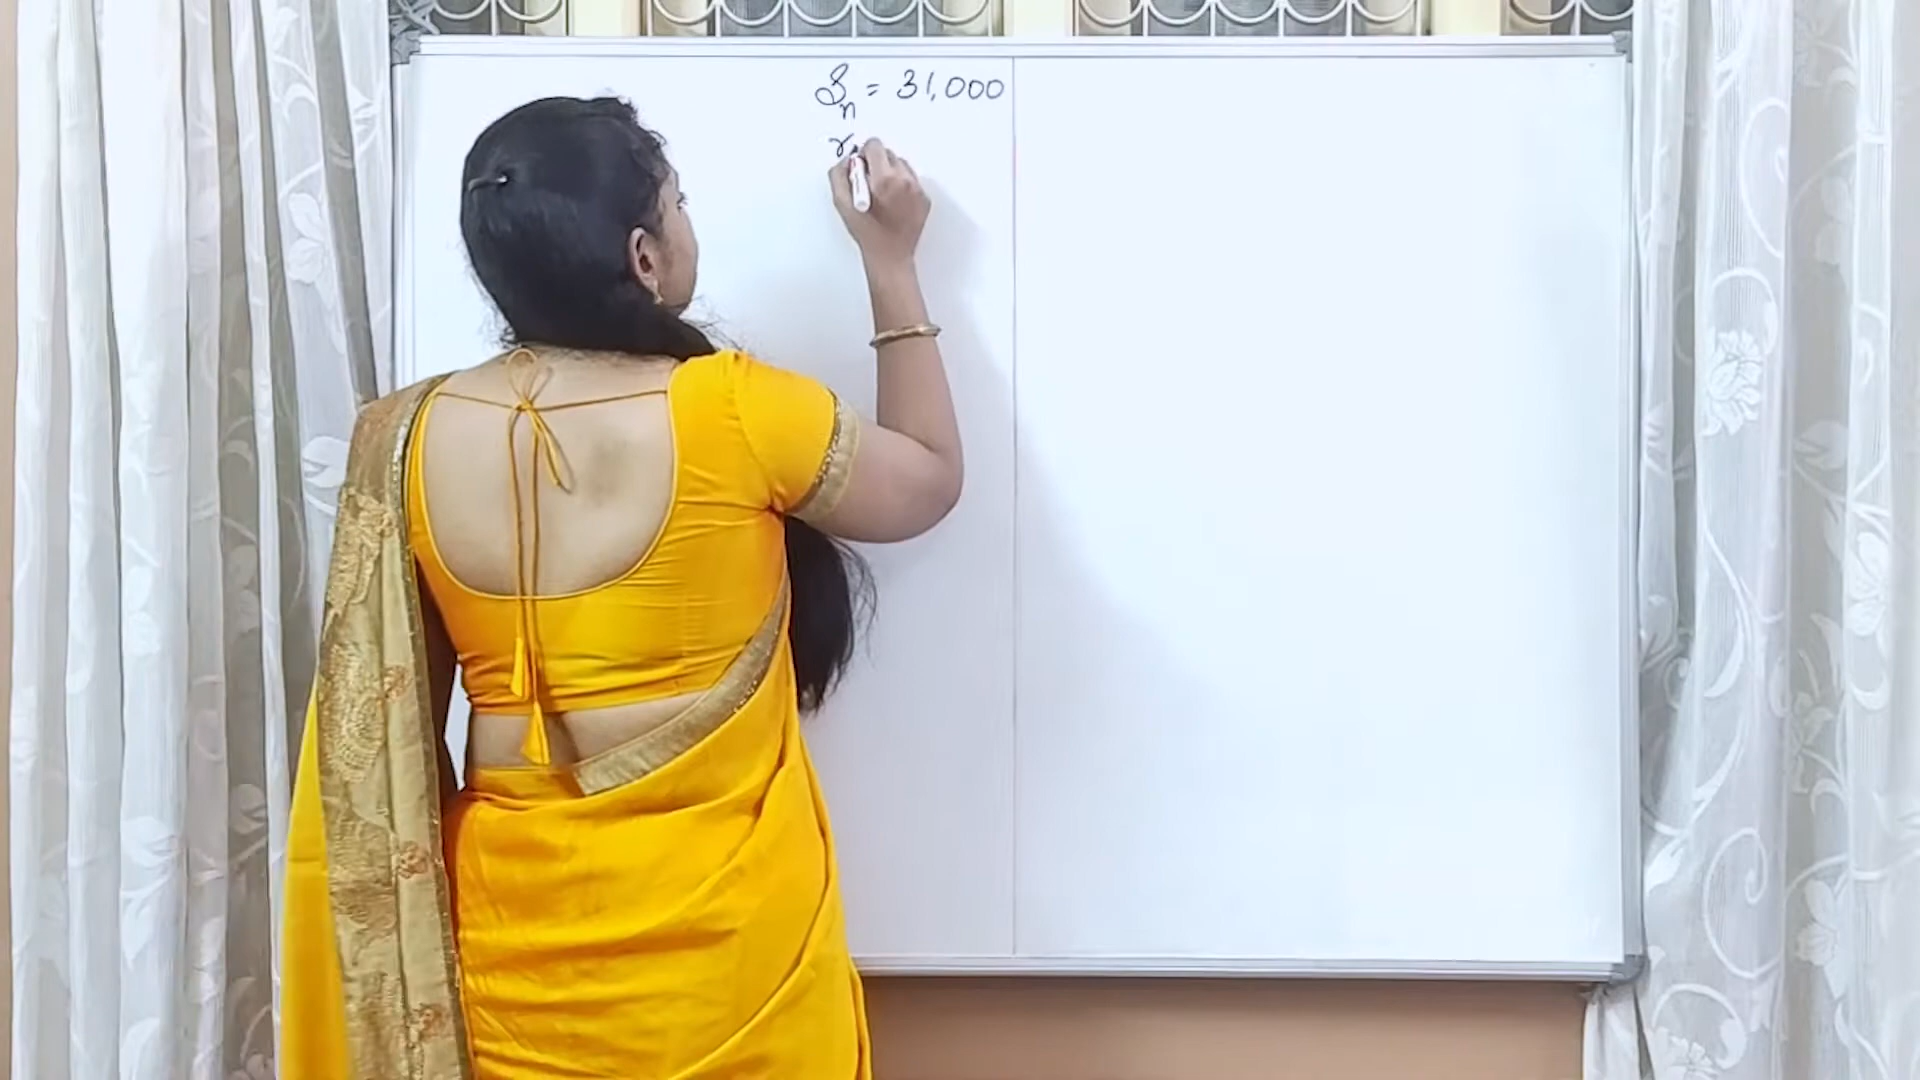 Sn = 31,000
r